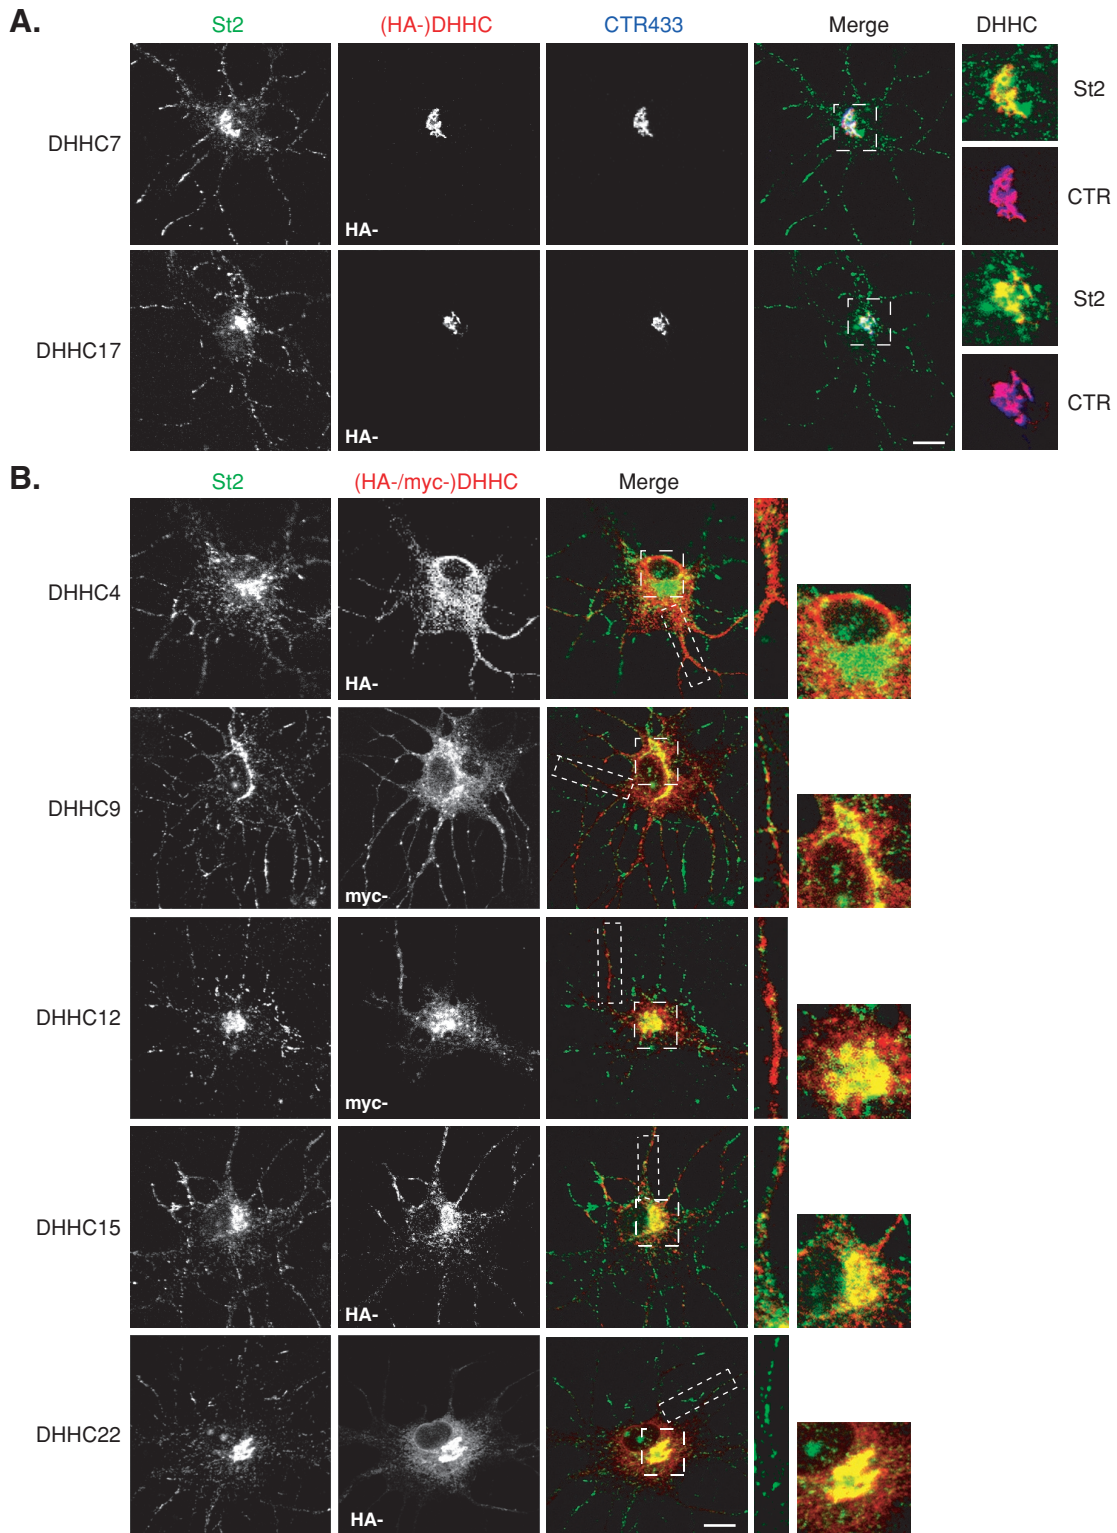 A.
St2 (HA-)DHHC CTR433 Merge DHHC
DHHC7
HA-
St2
CTR
DHHC17
HA-
St2
CTR
B.
St2 (HA-/myc-)DHHC Merge
DHHC4
HA-
DHHC9
myc-
DHHC12
myc-
DHHC15
HA-
DHHC22
HA-